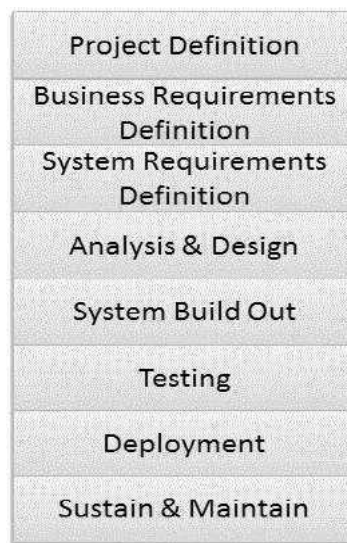 Project Definition
Business Requirements
Definition
System Requirements
Definition
Analysis & Design
System Build Out
Testing
Deployment
Sustain & Maintain